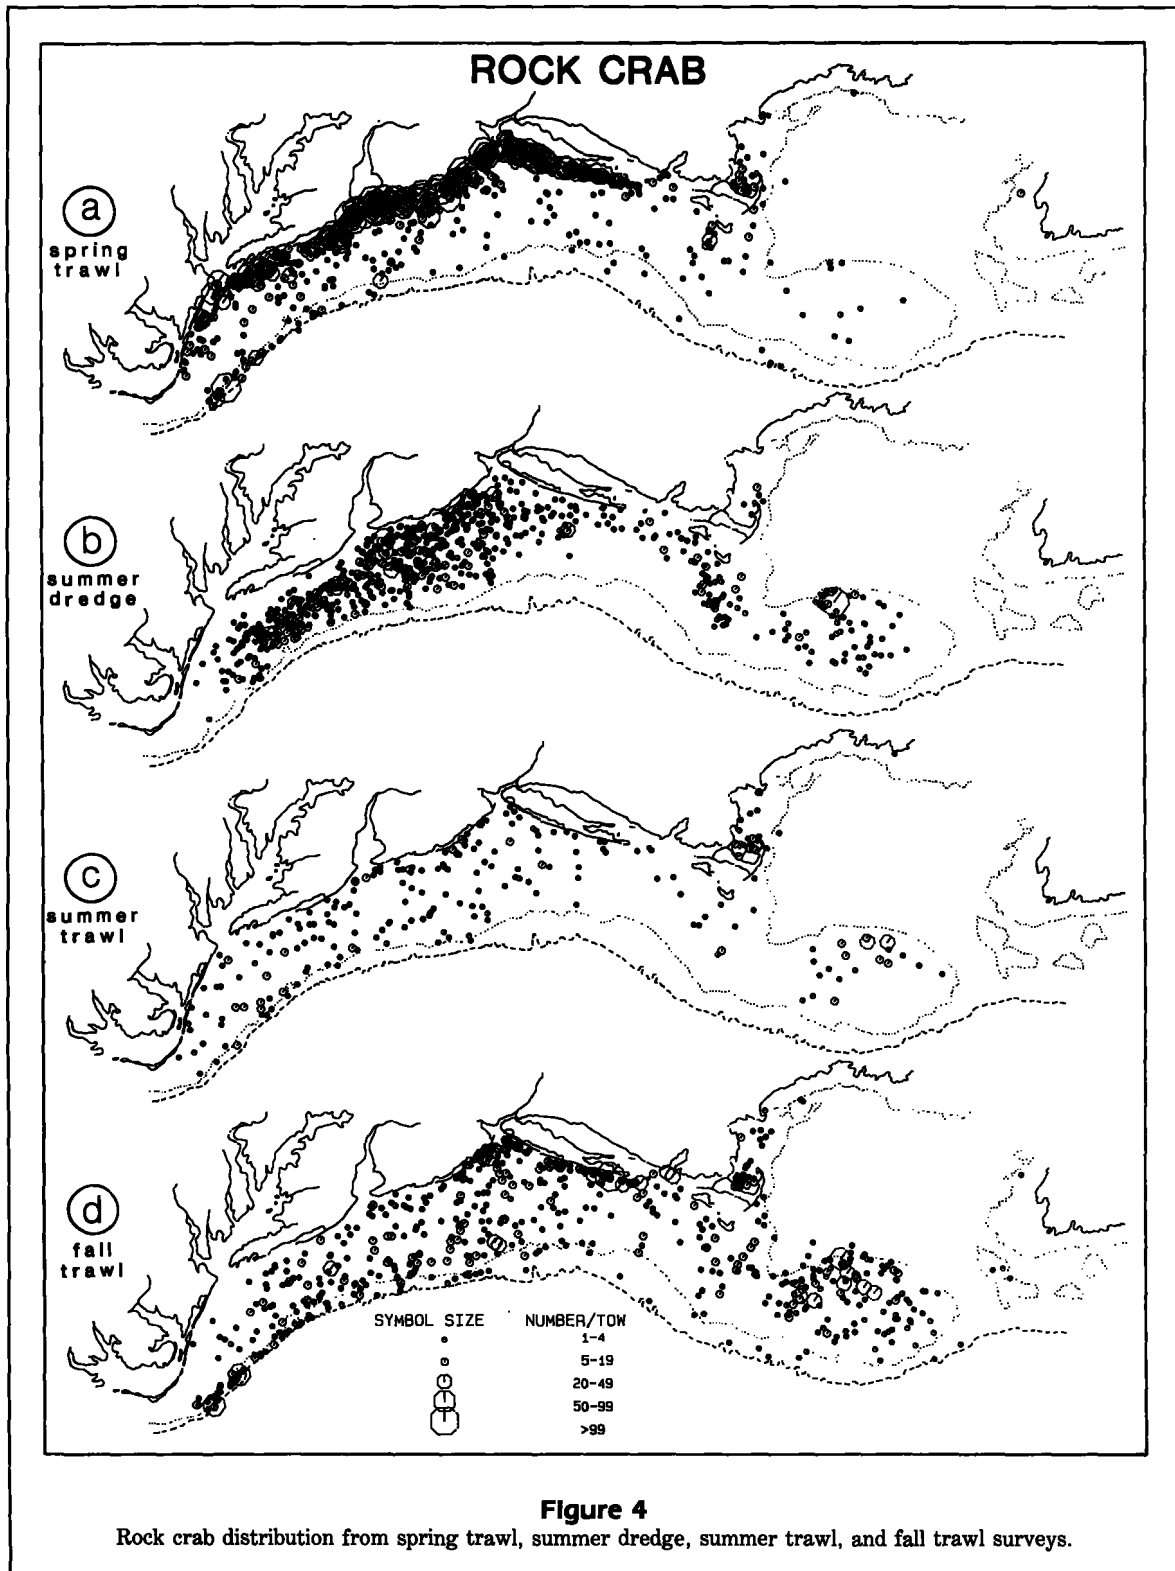 ROCK CRAB
a
spring
trawl
b
summer
dredge
c
summer
trawl
d
fall
trawl
SYMBOL SIZE NUMBER/TOW
1-4
5-19
20-49
50-99
>99
Figure 4
Rock crab distribution from spring trawl, summer dredge, summer trawl, and fall trawl surveys.